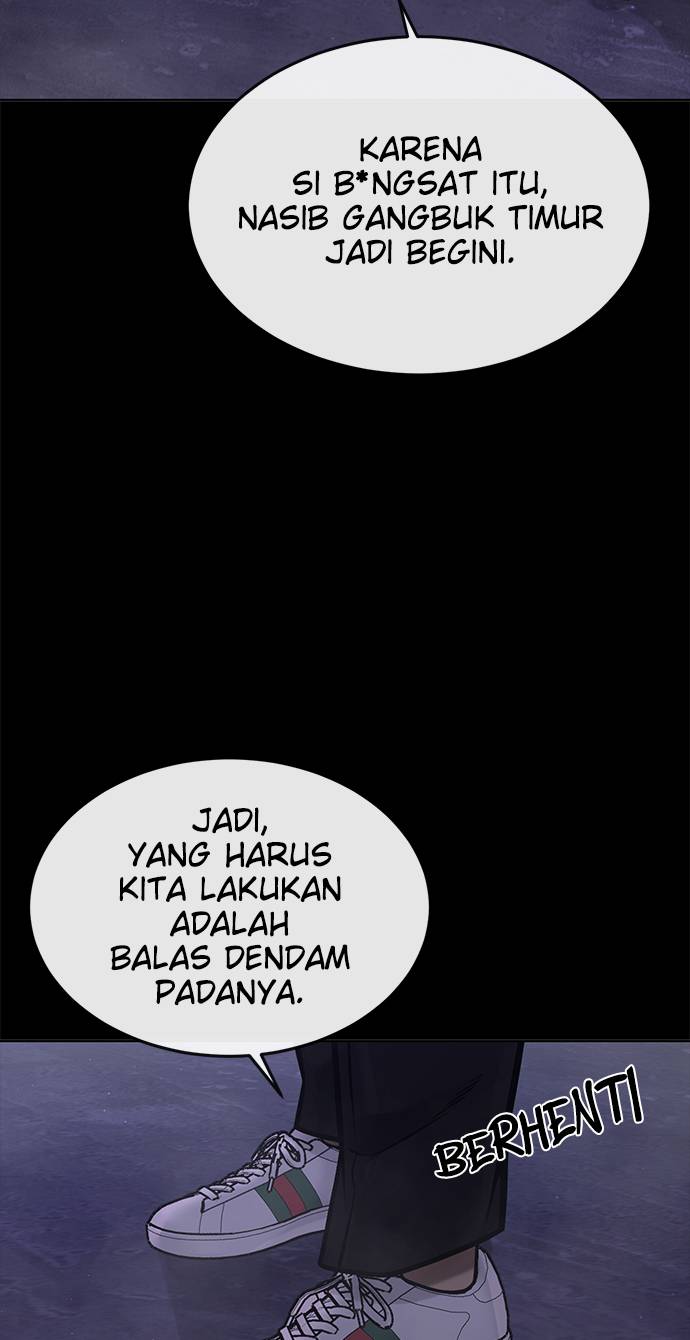 KARENA
SI B*NGSAT ITU,
NASIB GANGBUK TIMUR
JADI BEGINI.
JADI,
YANG HARUS
KITA LAKUKAN
ADALAH
BALAS DENDAM
PADANYA.
BERHENTI